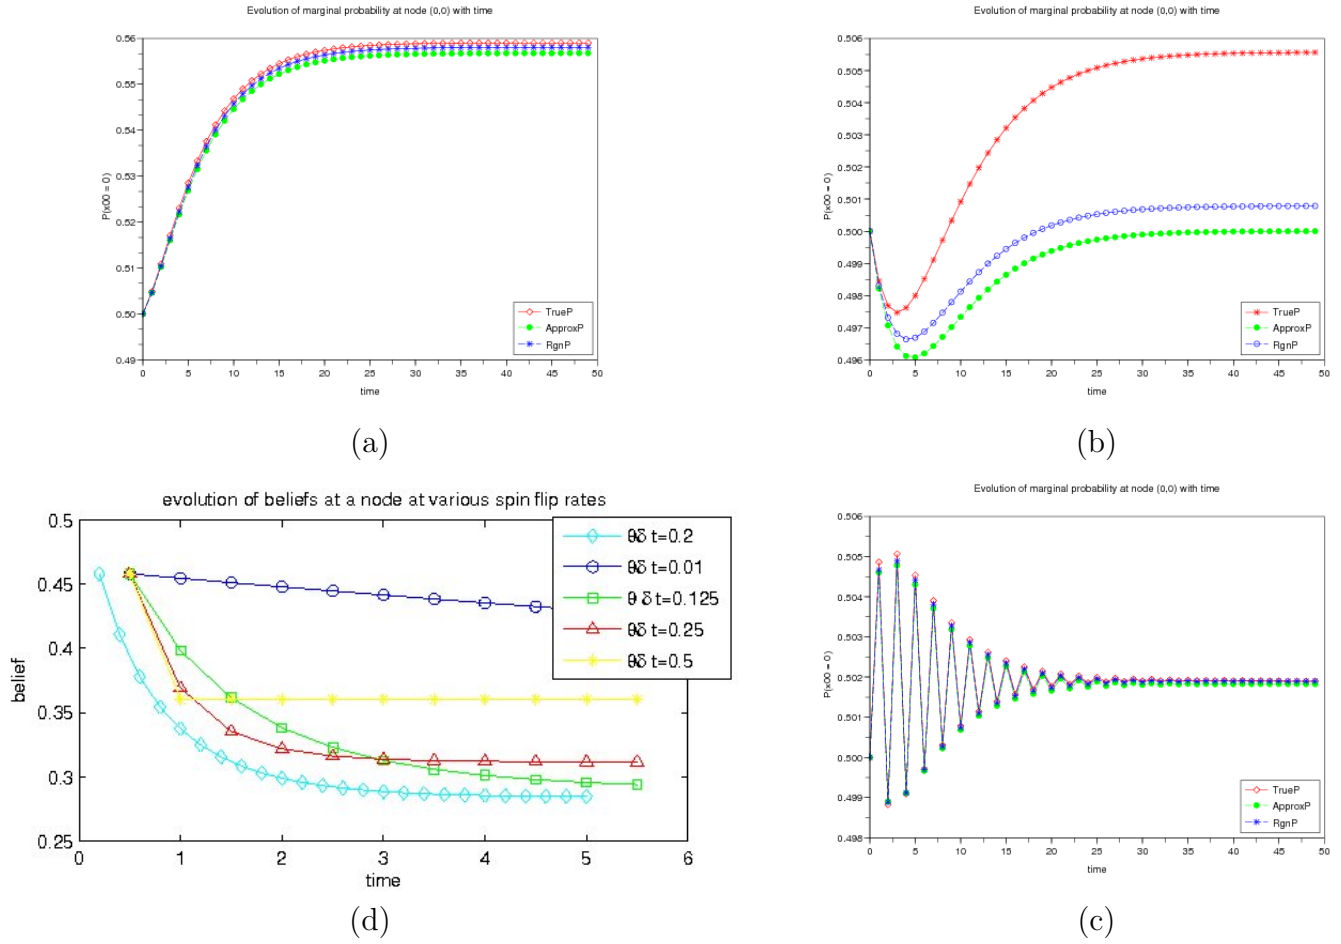 Evolution of marginal probability at node (0,0) with time
0.56
0.55
0.54
0.53
0.52
0.51
0.50
0.49
P(x00 = 0)
TrueP
ApproxP
RgnP
0 5 10 15 20 25 30 35 40 45 50
time
(a)
Evolution of marginal probability at node (0,0) with time
0.506
0.505
0.504
0.503
0.502
0.501
0.500
0.499
0.498
0.497
0.496
P(x00 = 0)
TrueP
ApproxP
RgnP
0 5 10 15 20 25 30 35 40 45 50
time
(b)
evolution of beliefs at a node at various spin flip rates
0.5
0.45
0.4
0.35
0.3
0.25
belief
θδ t=0.2
θδ t=0.01
θ δ t=0.125
θδ t=0.25
θδ t=0.5
0 1 2 3 4 5 6
time
(d)
Evolution of marginal probability at node (0,0) with time
0.506
0.505
0.504
0.503
0.502
0.501
0.500
0.499
0.498
P(x00 = 0)
TrueP
ApproxP
RgnP
0 5 10 15 20 25 30 35 40 45 50
time
(c)